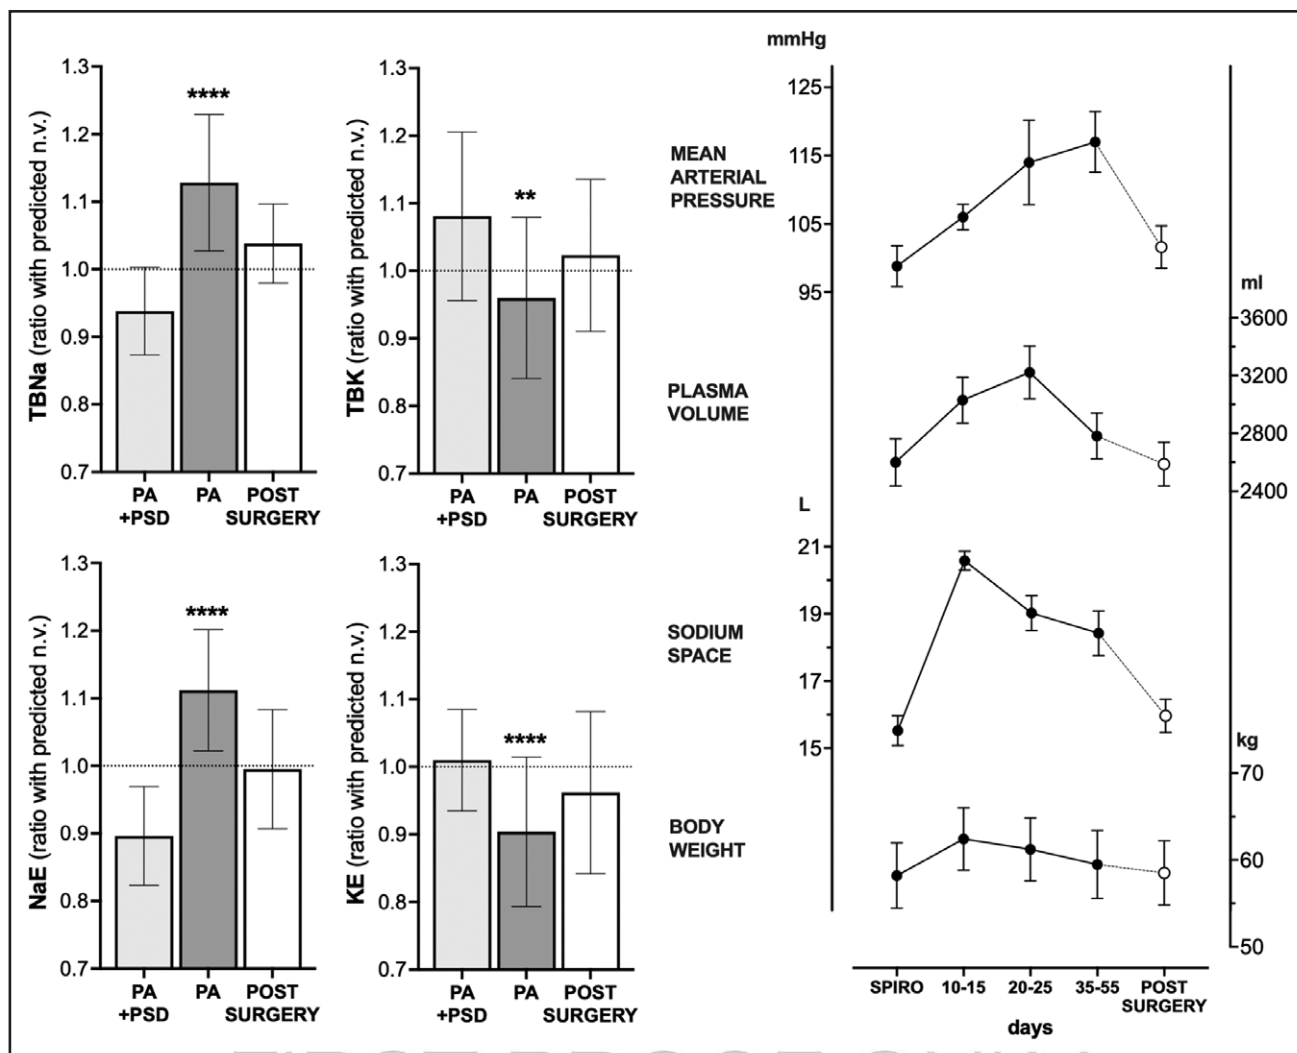 mmHg
TBNa (ratio with predicted n.v.)
1.3
1.2
1.1
1.0
0.9
0.8
0.7
****
PA
+PSD
PA
POST
SURGERY
TBK (ratio with predicted n.v.)
1.3
1.2
1.1
1.0
0.9
0.8
0.7
**
PA
+PSD
PA
POST
SURGERY
NaE (ratio with predicted n.v.)
1.3
1.2
1.1
1.0
0.9
0.8
0.7
****
PA
+PSD
PA
POST
SURGERY
KE (ratio with predicted n.v.)
1.3
1.2
1.1
1.0
0.9
0.8
0.7
****
PA
+PSD
PA
POST
SURGERY
MEAN
ARTERIAL
PRESSURE
125
115
105
95
PLASMA
VOLUME
ml
3600
3200
2800
2400
SODIUM
SPACE
L
21
19
17
15
BODY
WEIGHT
kg
70
60
50
SPIRO
10-15
20-25
35-55
POST
SURGERY
days